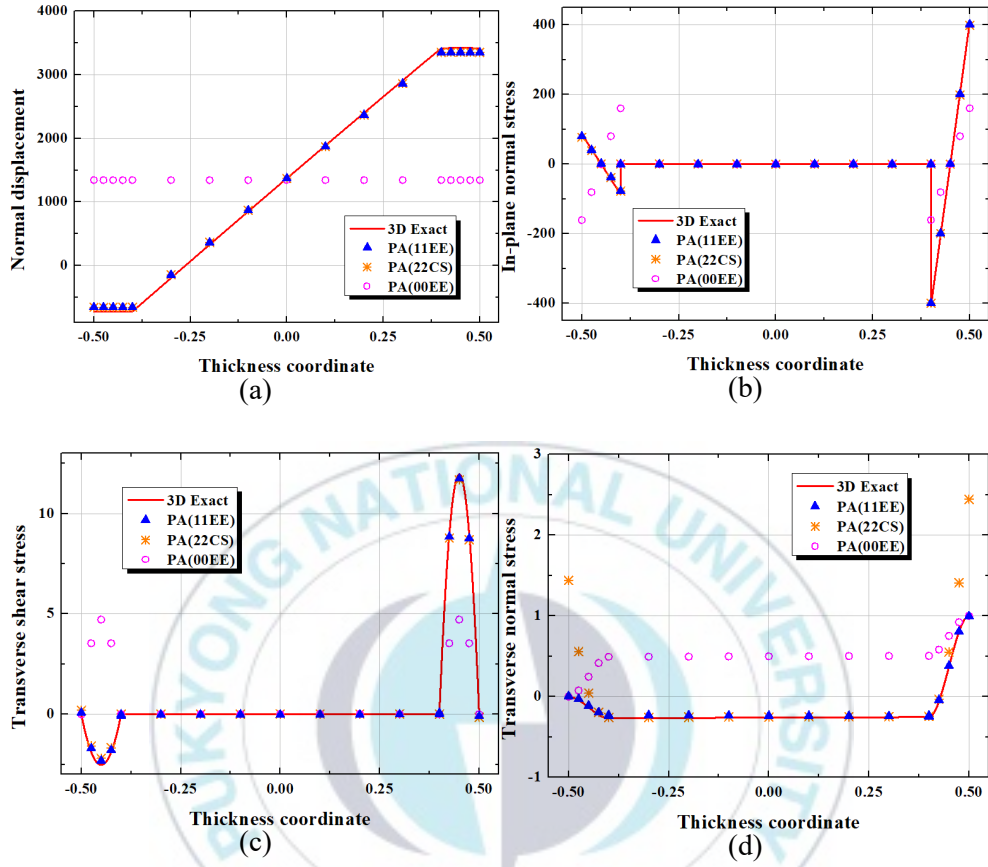 Normal displacement
4000
3000
2000
1000
0
-0.50 -0.25 0.00 0.25 0.50
Thickness coordinate
3D Exact
PA(11EE)
PA(22CS)
PA(00EE)
(a)
In-plane normal stress
400
200
0
-200
-400
-0.50 -0.25 0.00 0.25 0.50
Thickness coordinate
3D Exact
PA(11EE)
PA(22CS)
PA(00EE)
(b)
Transverse shear stress
10
5
0
-0.50 -0.25 0.00 0.25 0.50
Thickness coordinate
3D Exact
PA(11EE)
PA(22CS)
PA(00EE)
(c)
Transverse normal stress
3
2
1
0
-1
-0.50 -0.25 0.00 0.25 0.50
Thickness coordinate
3D Exact
PA(11EE)
PA(22CS)
PA(00EE)
(d)
PUKYONG NATIONAL UNIVERSITY